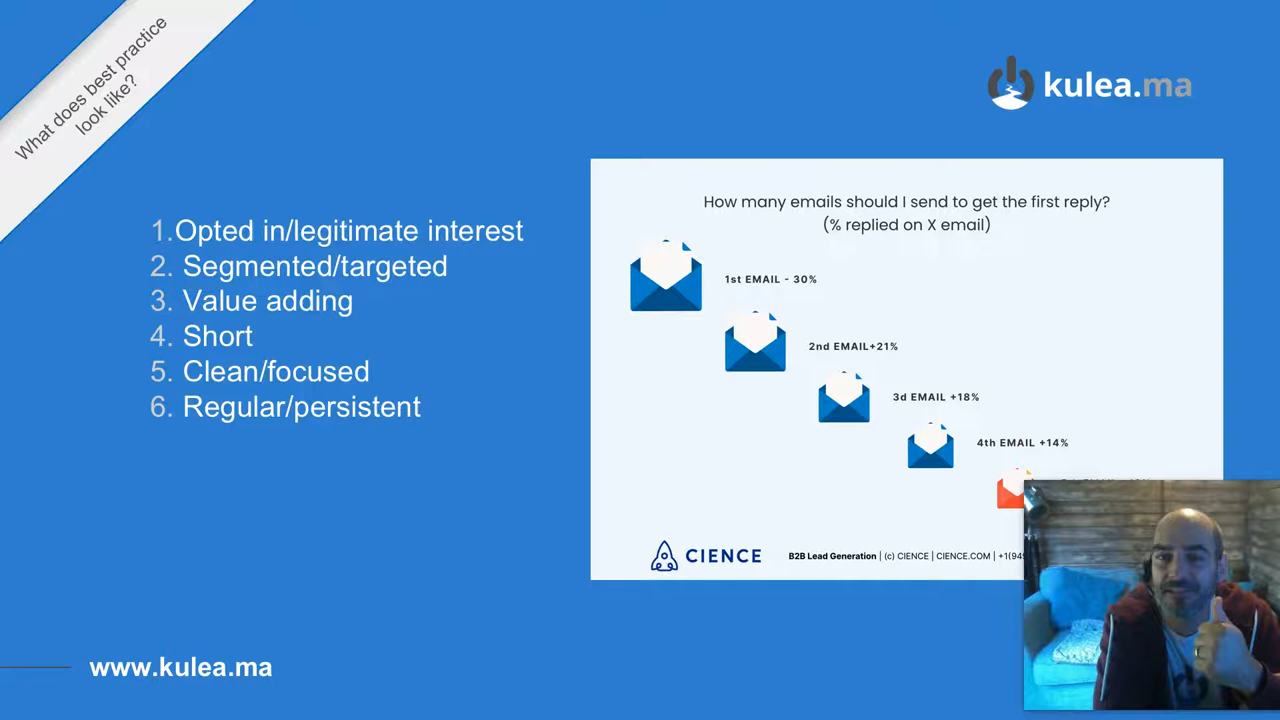 What does best practice
look like?
kulea.ma
1.Opted in/legitimate interest
2. Segmented/targeted
3. Value adding
4. Short
5. Clean/focused
6. Regular/persistent
How many emails should I send to get the first reply?
(% replied on X email)
1st EMAIL - 30%
2nd EMAIL+21%
3d EMAIL +18%
4th EMAIL +14%
CIENCE
B2B Lead Generation | (c) CIENCE | CIENCE.COM |
www.kulea.ma